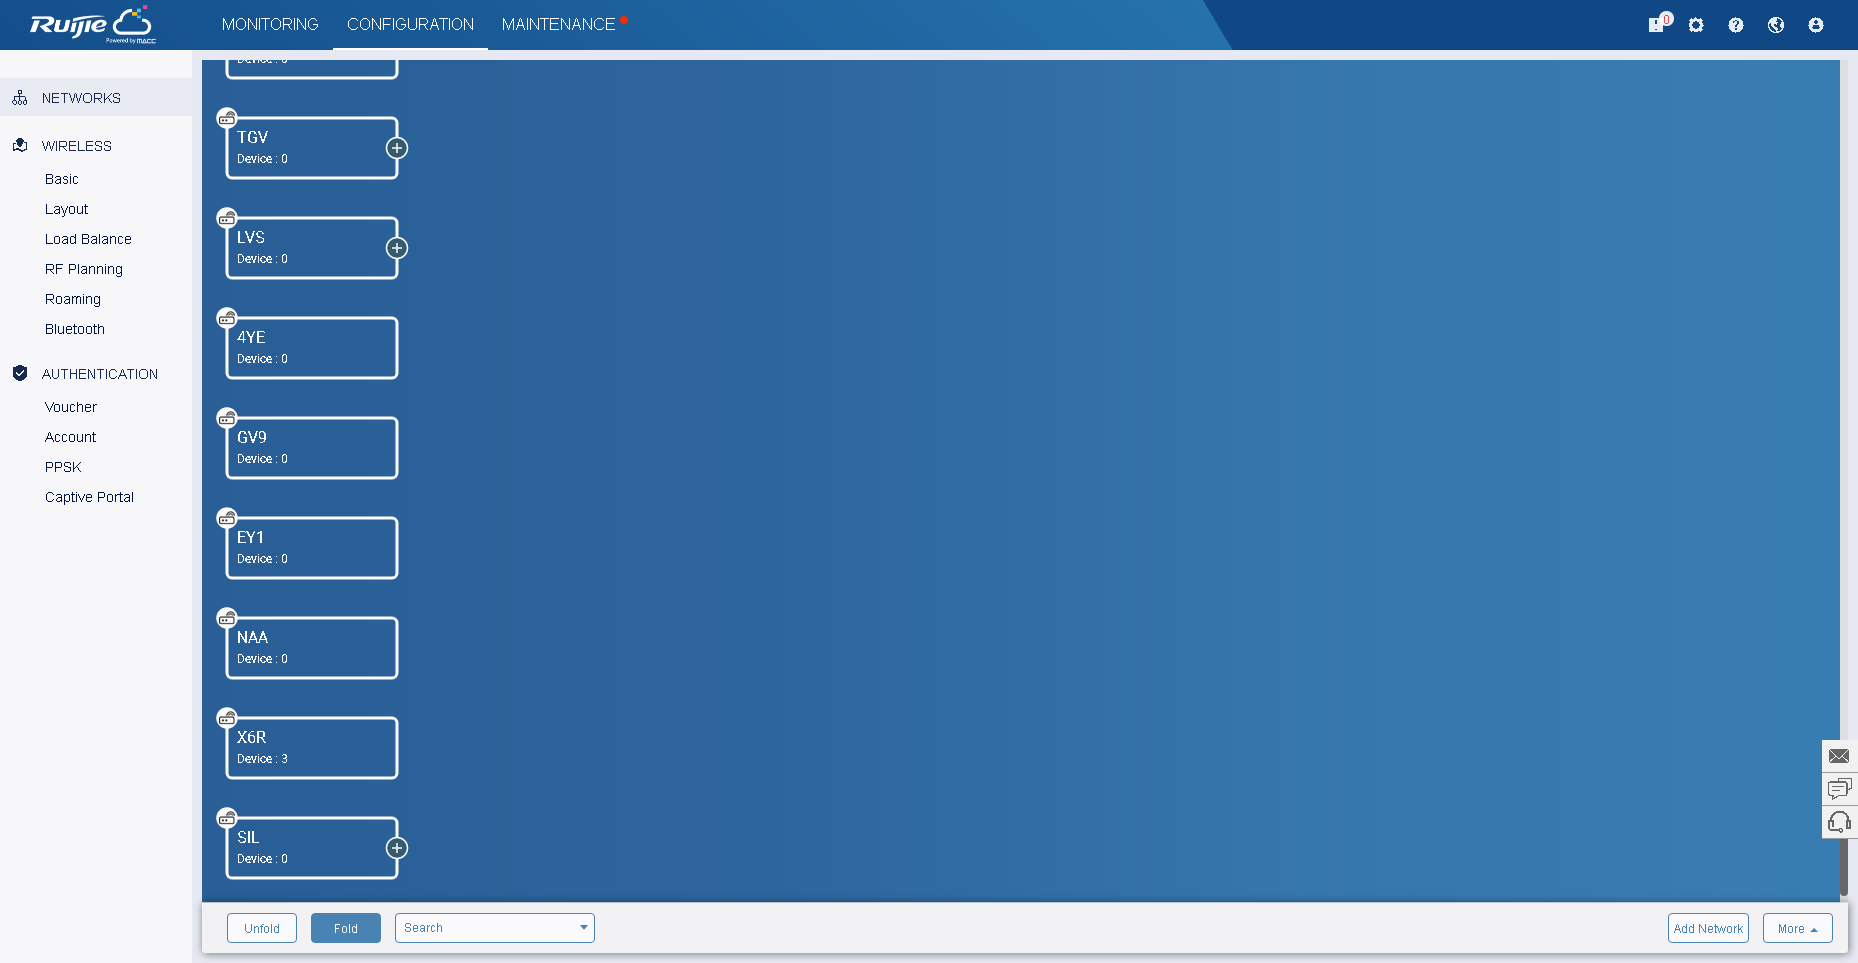 Ruijie
Powered by MACC
MONITORING
CONFIGURATION
MAINTENANCE
0
NETWORKS
WIRELESS
Basic
Layout
Load Balance
RF Planning
Roaming
Bluetooth
AUTHENTICATION
Voucher
Account
PPSK
Captive Portal
Device : 0
TGV
Device : 0
LVS
Device : 0
4YE
Device : 0
GV9
Device : 0
EY1
Device : 0
NAA
Device : 0
X6R
Device : 3
SIL
Device : 0
Unfold
Fold
Search
Add Network
More